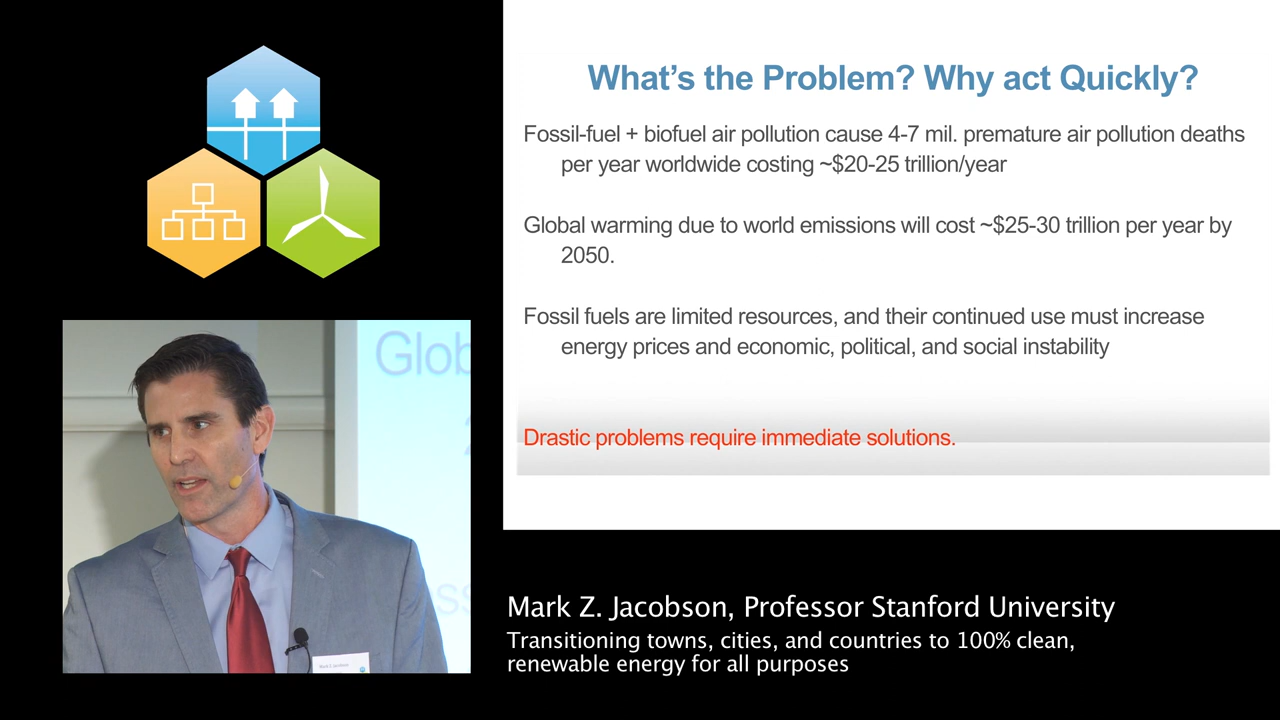 What's the Problem? Why act Quickly?
Fossil-fuel + biofuel air pollution cause 4-7 mil. premature air pollution deaths
per year worldwide costing ~$20-25 trillion/year
Global warming due to world emissions will cost ~$25-30 trillion per year by
2050.
Fossil fuels are limited resources, and their continued use must increase
energy prices and economic, political, and social instability
Drastic problems require immediate solutions.
Glob
Mark Z. Jacobson
Mark Z. Jacobson, Professor Stanford University
Transitioning towns, cities, and countries to 100% clean,
renewable energy for all purposes